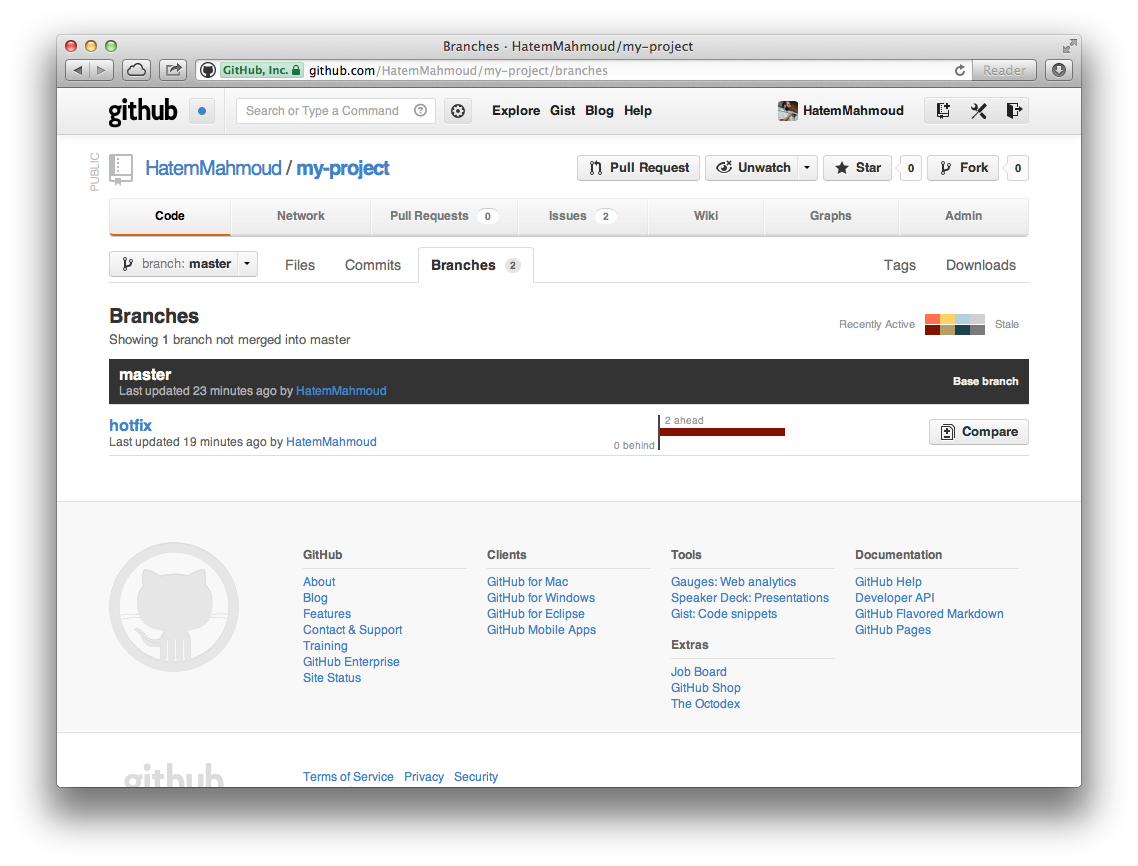 Branches · HatemMahmoud/my-project
GitHub, Inc. github.com/HatemMahmoud/my-project/branches Reader
github Search or Type a Command Explore Gist Blog Help HatemMahmoud
PUBLIC
HatemMahmoud / my-project Pull Request Unwatch Star 0 Fork 0
Code Network Pull Requests 0 Issues 2 Wiki Graphs Admin
branch: master Files Commits Branches 2 Tags Downloads
Branches
Showing 1 branch not merged into master
Recently Active Stale
master
Last updated 23 minutes ago by HatemMahmoud
Base branch
hotfix
Last updated 19 minutes ago by HatemMahmoud
2 ahead
0 behind
Compare
GitHub
About
Blog
Features
Contact & Support
Training
GitHub Enterprise
Site Status
Clients
GitHub for Mac
GitHub for Windows
GitHub for Eclipse
GitHub Mobile Apps
Tools
Gauges: Web analytics
Speaker Deck: Presentations
Gist: Code snippets
Extras
Job Board
GitHub Shop
The Octodex
Documentation
GitHub Help
Developer API
GitHub Flavored Markdown
GitHub Pages
github
Terms of Service Privacy Security